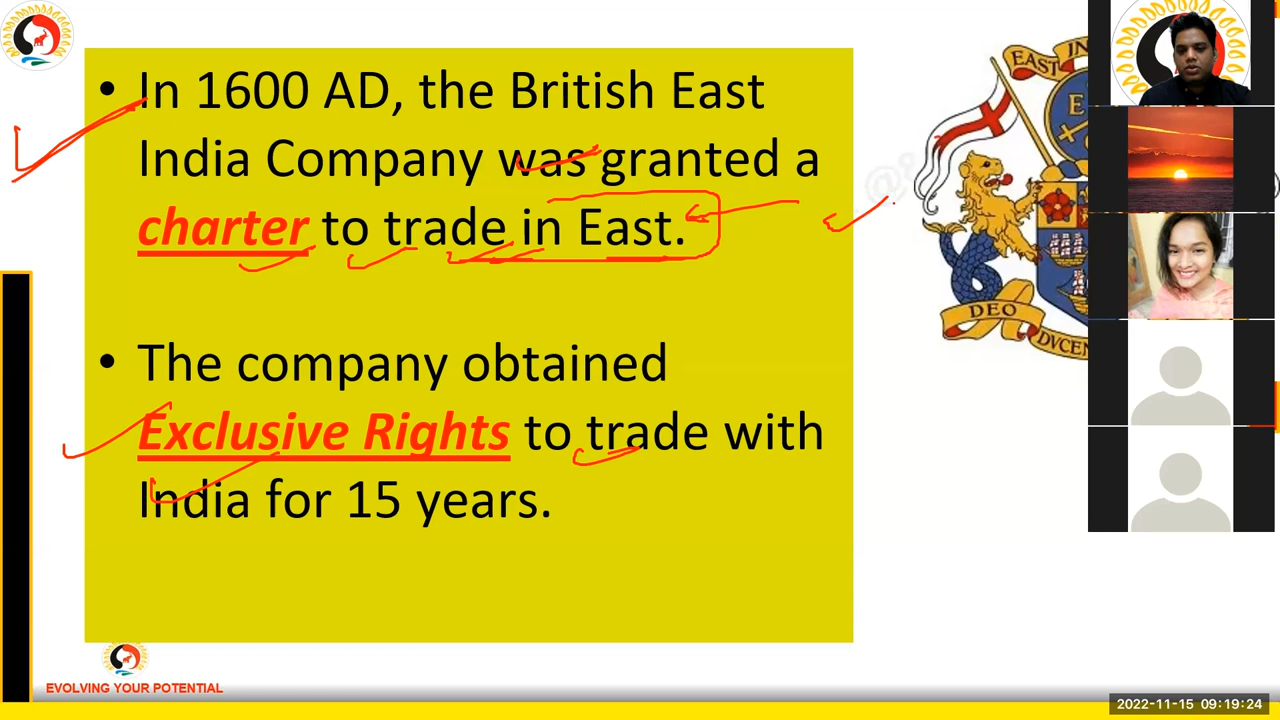 • In 1600 AD, the British East
India Company was granted a
charter to trade in East.
• The company obtained
Exclusive Rights to trade with
India for 15 years.
EAST IN
E
DEO
DVCEN
EVOLVING YOUR POTENTIAL
2022-11-15 09:19:24